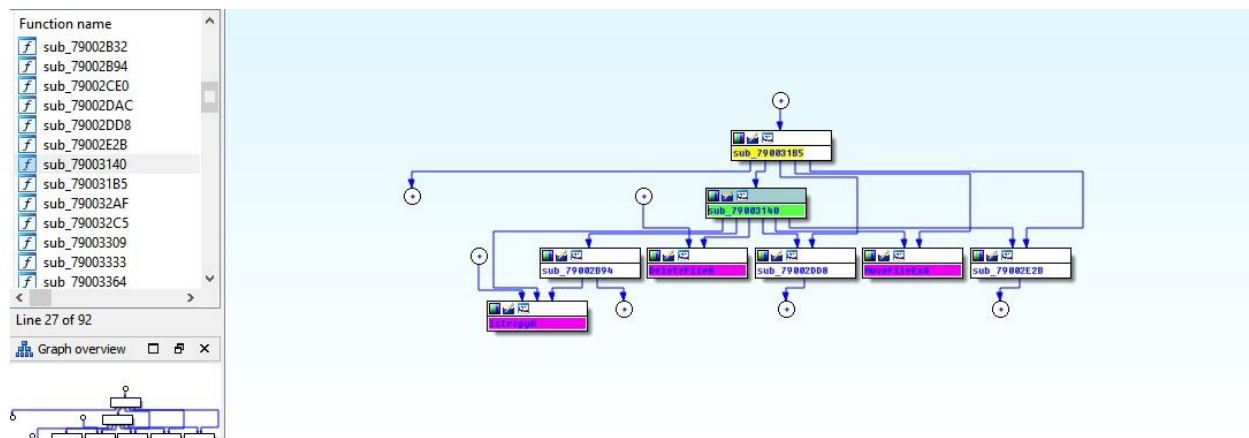 Function name
f sub_79002B32
f sub_79002B94
f sub_79002CE0
f sub_79002DAC
f sub_79002DD8
f sub_79002E2B
f sub_79003140
f sub_790031B5
f sub_790032AF
f sub_790032C5
f sub_79003309
f sub_79003333
f sub_79003364
Line 27 of 92
Graph overview
sub_790031B5
sub_79003140
sub_79002B94
DeleteFileA
sub_79002DD8
MoveFileExA
sub_79002E2B
lstrcpyA